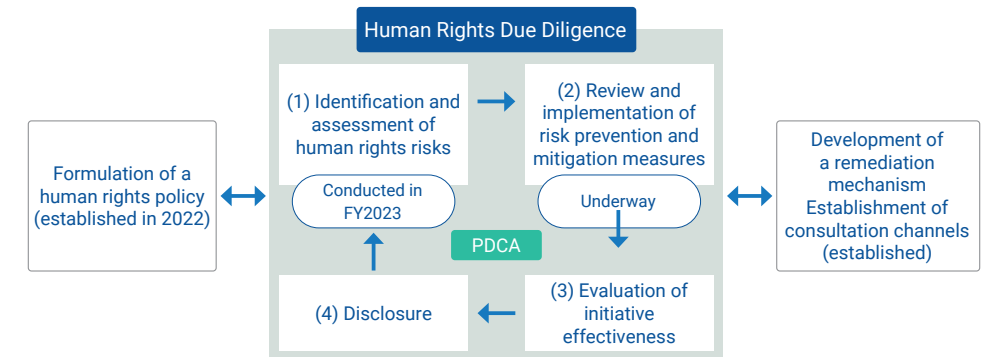 Human Rights Due Diligence
Formulation of a
human rights policy
(established in 2022)
(1) Identification and
assessment of
human rights risks
Conducted in
FY2023
(2) Review and
implementation of
risk prevention and
mitigation measures
Underway
PDCA
(3) Evaluation of
initiative
effectiveness
(4) Disclosure
Development of
a remediation
mechanism
Establishment of
consultation channels
(established)